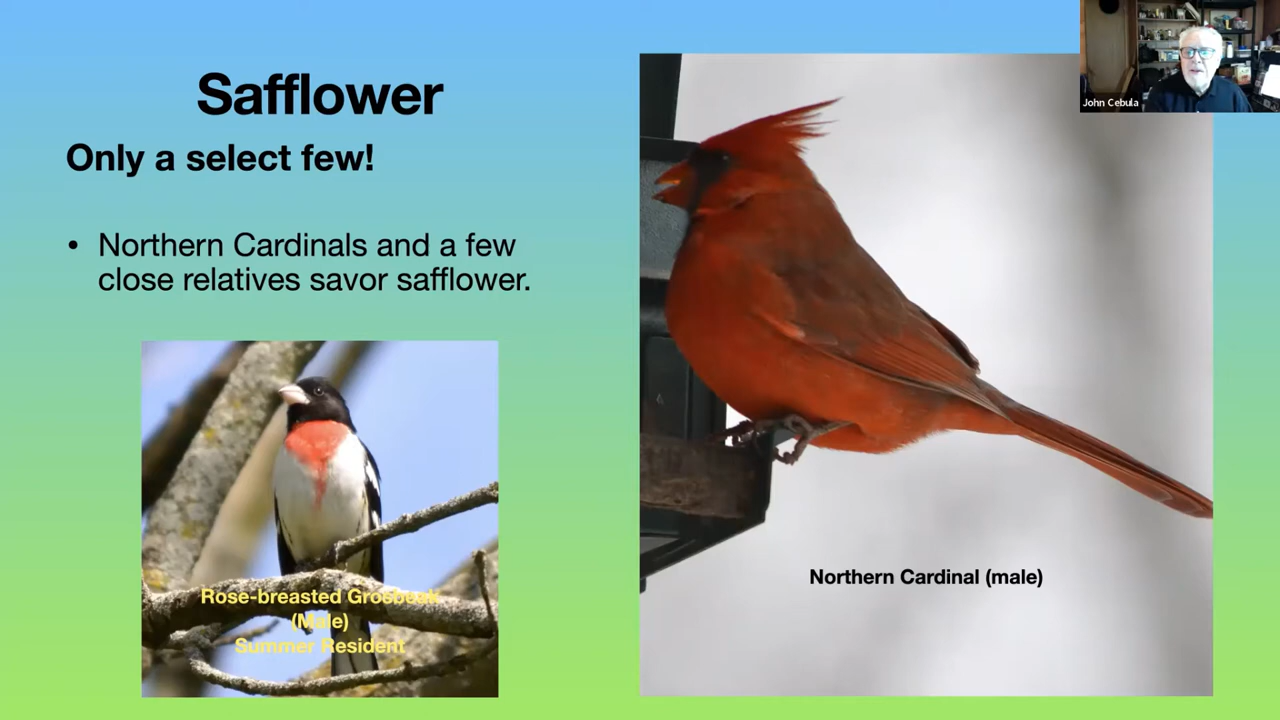 Safflower
Only a select few!
• Northern Cardinals and a few
close relatives savor safflower.
Rose-breasted Grosbeak
(Male)
Summer Resident
Northern Cardinal (male)
John Cebula